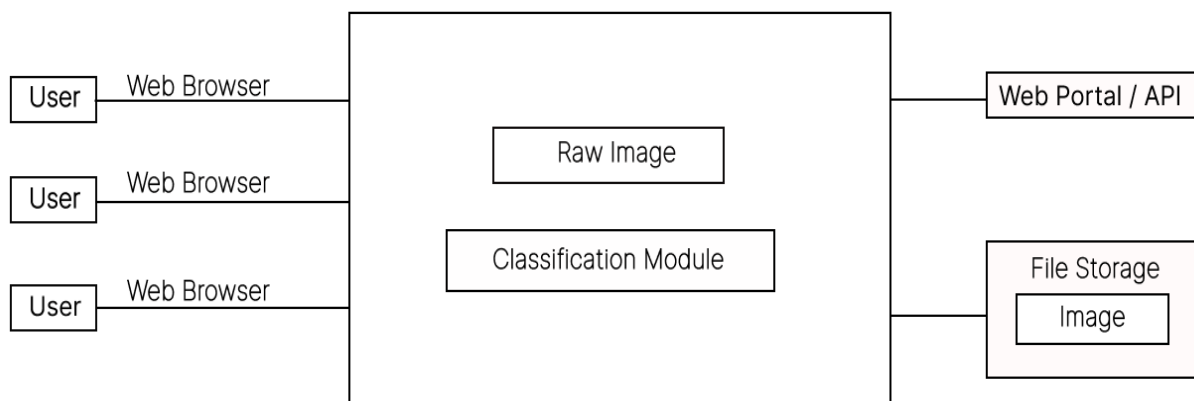 User
Web Browser
User
Web Browser
User
Web Browser
Raw Image
Classification Module
Web Portal / API
File Storage
Image